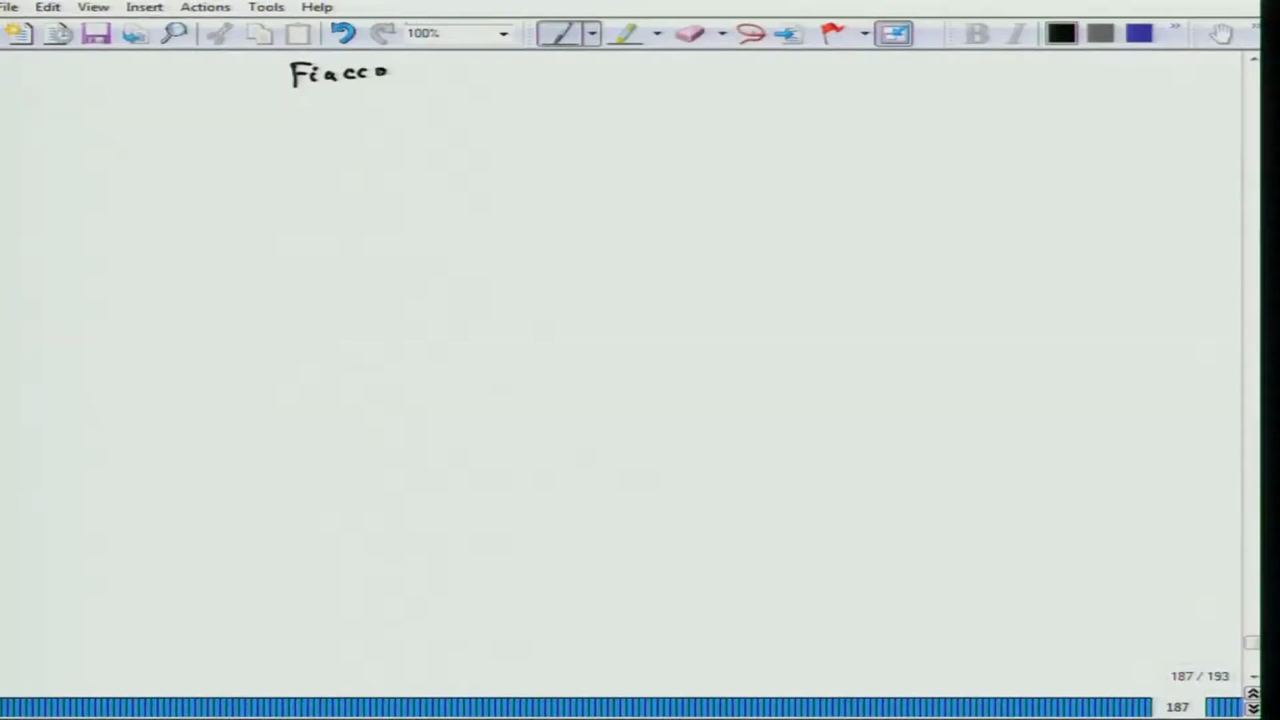 File Edit View Insert Actions Tools Help
100%
B I
Fiacco
187 / 193
187